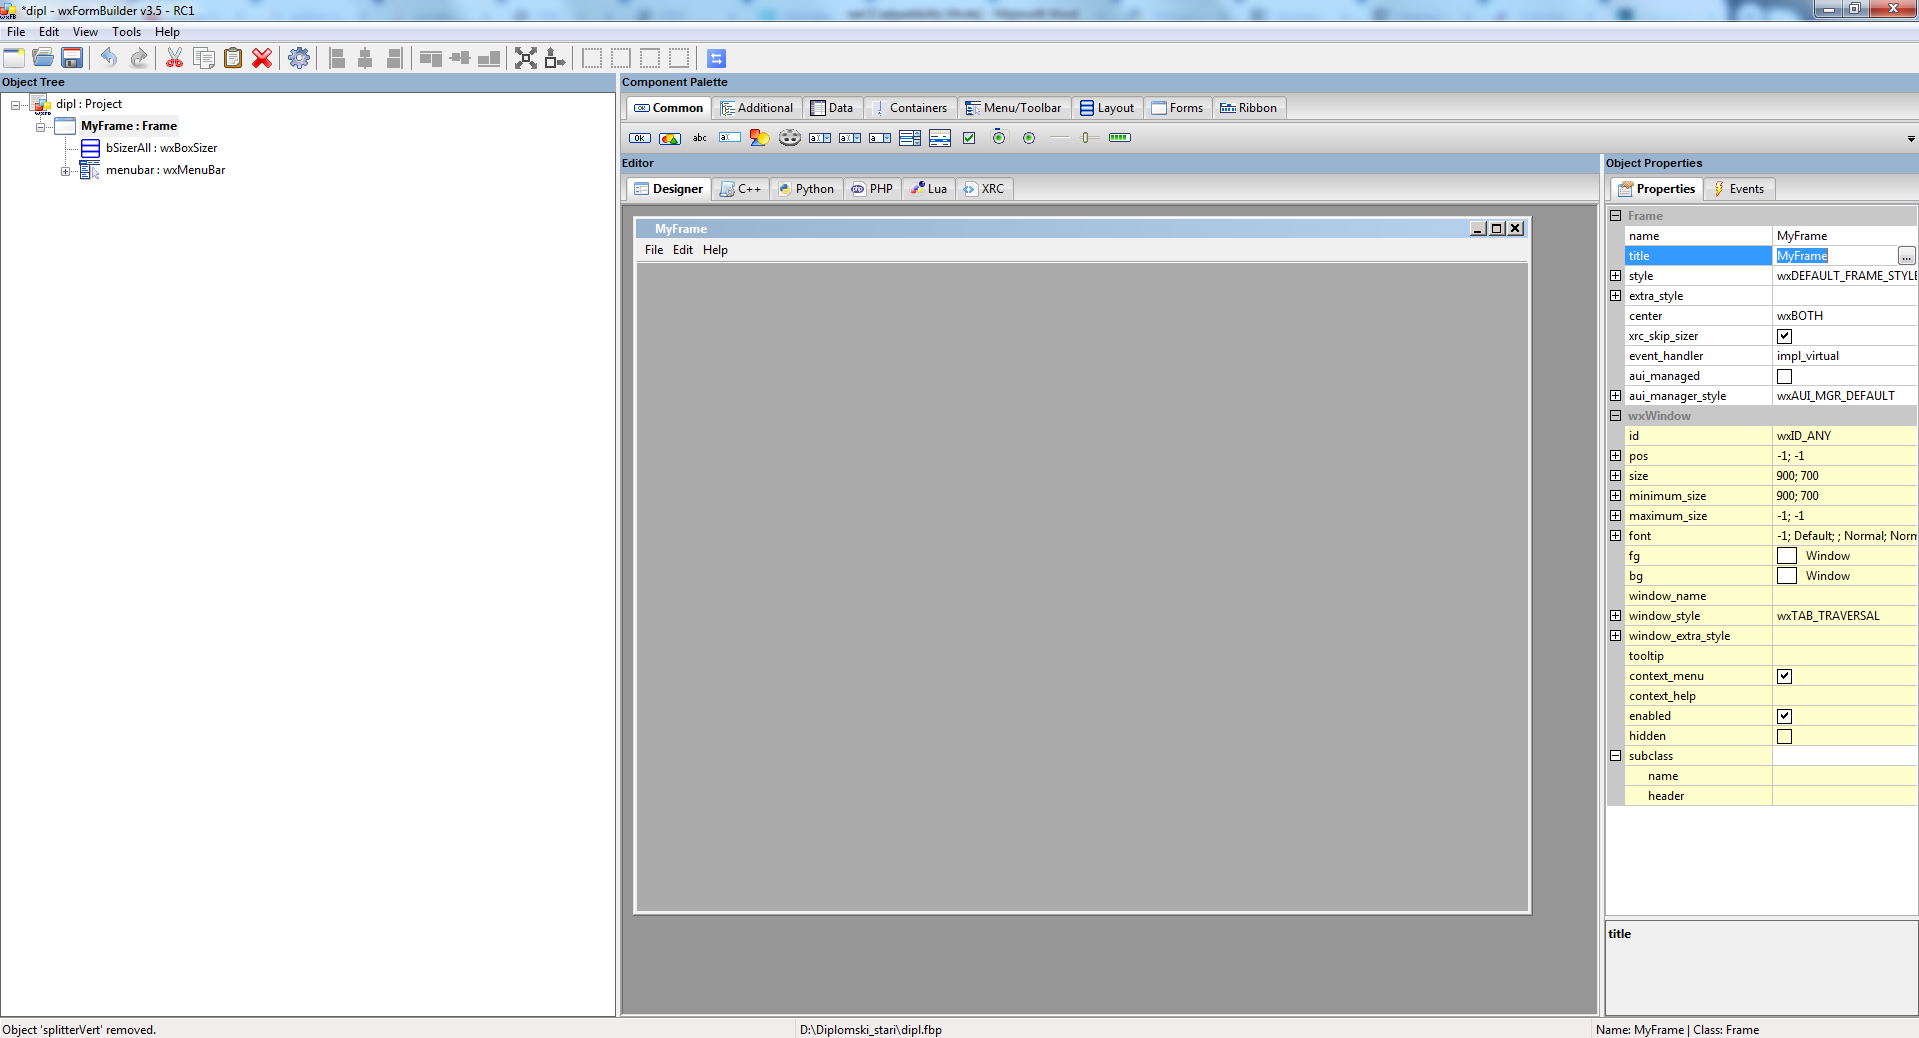 *dipl - wxFormBuilder v3.5 - RC1
File Edit View Tools Help
Object Tree
dipl : Project
MyFrame : Frame
bSizerAll : wxBoxSizer
menubar : wxMenuBar
Component Palette
Common Additional Data Containers Menu/Toolbar Layout Forms Ribbon
OK abc
Editor
Designer C++ Python PHP Lua XRC
MyFrame
File Edit Help
Object Properties
Properties Events
Frame
name MyFrame
title MyFrame ...
style wxDEFAULT_FRAME_STYLE
extra_style
center wxBOTH
xrc_skip_sizer
event_handler impl_virtual
aui_managed
aui_manager_style wxAUI_MGR_DEFAULT
wxWindow
id wxID_ANY
pos -1; -1
size 900; 700
minimum_size 900; 700
maximum_size -1; -1
font -1; Default; ; Normal; Norm
fg Window
bg Window
window_name
window_style wxTAB_TRAVERSAL
window_extra_style
tooltip
context_menu
context_help
enabled
hidden
subclass
name
header
title
Object 'splitterVert' removed.
D:\Diplomski_stari\dipl.fbp
Name: MyFrame | Class: Frame